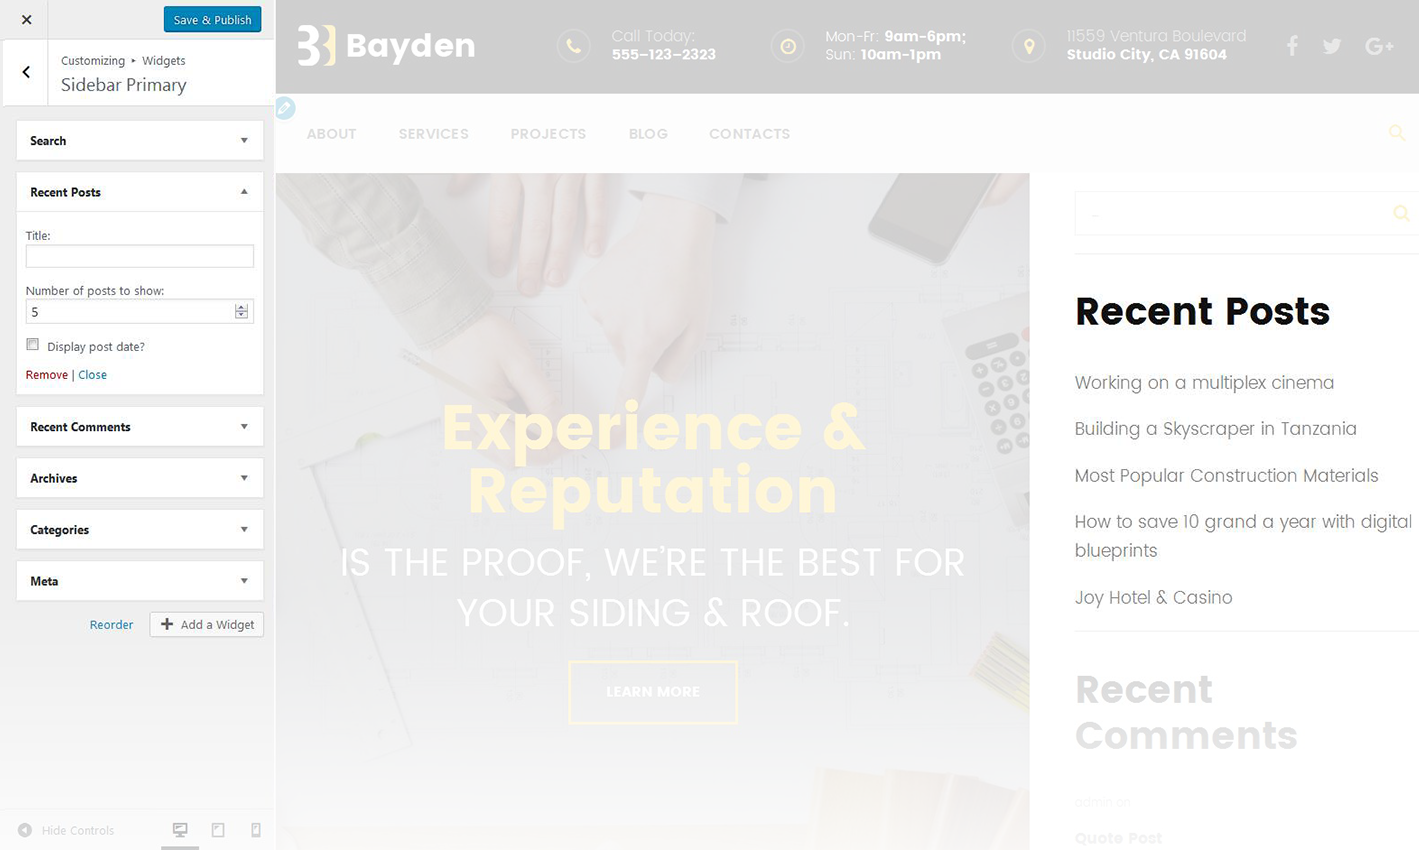 Save & Publish
Customizing ▸ Widgets
Sidebar Primary
Search
Recent Posts
Title:
Number of posts to show:
5
Display post date?
Remove | Close
Recent Comments
Archives
Categories
Meta
Reorder
Add a Widget
Hide Controls
Bayden
Call Today:
555–123–2323
Mon-Fr: 9am-6pm;
Sun: 10am-1pm
11559 Ventura Boulevard
Studio City, CA 91604
ABOUT SERVICES PROJECTS BLOG CONTACTS
Experience &
Reputation
IS THE PROOF, WE'RE THE BEST FOR
YOUR SIDING & ROOF.
LEARN MORE
Recent Posts
Working on a multiplex cinema
Building a Skyscraper in Tanzania
Most Popular Construction Materials
How to save 10 grand a year with digital
blueprints
Joy Hotel & Casino
Recent
Comments
admin on
Quote Post